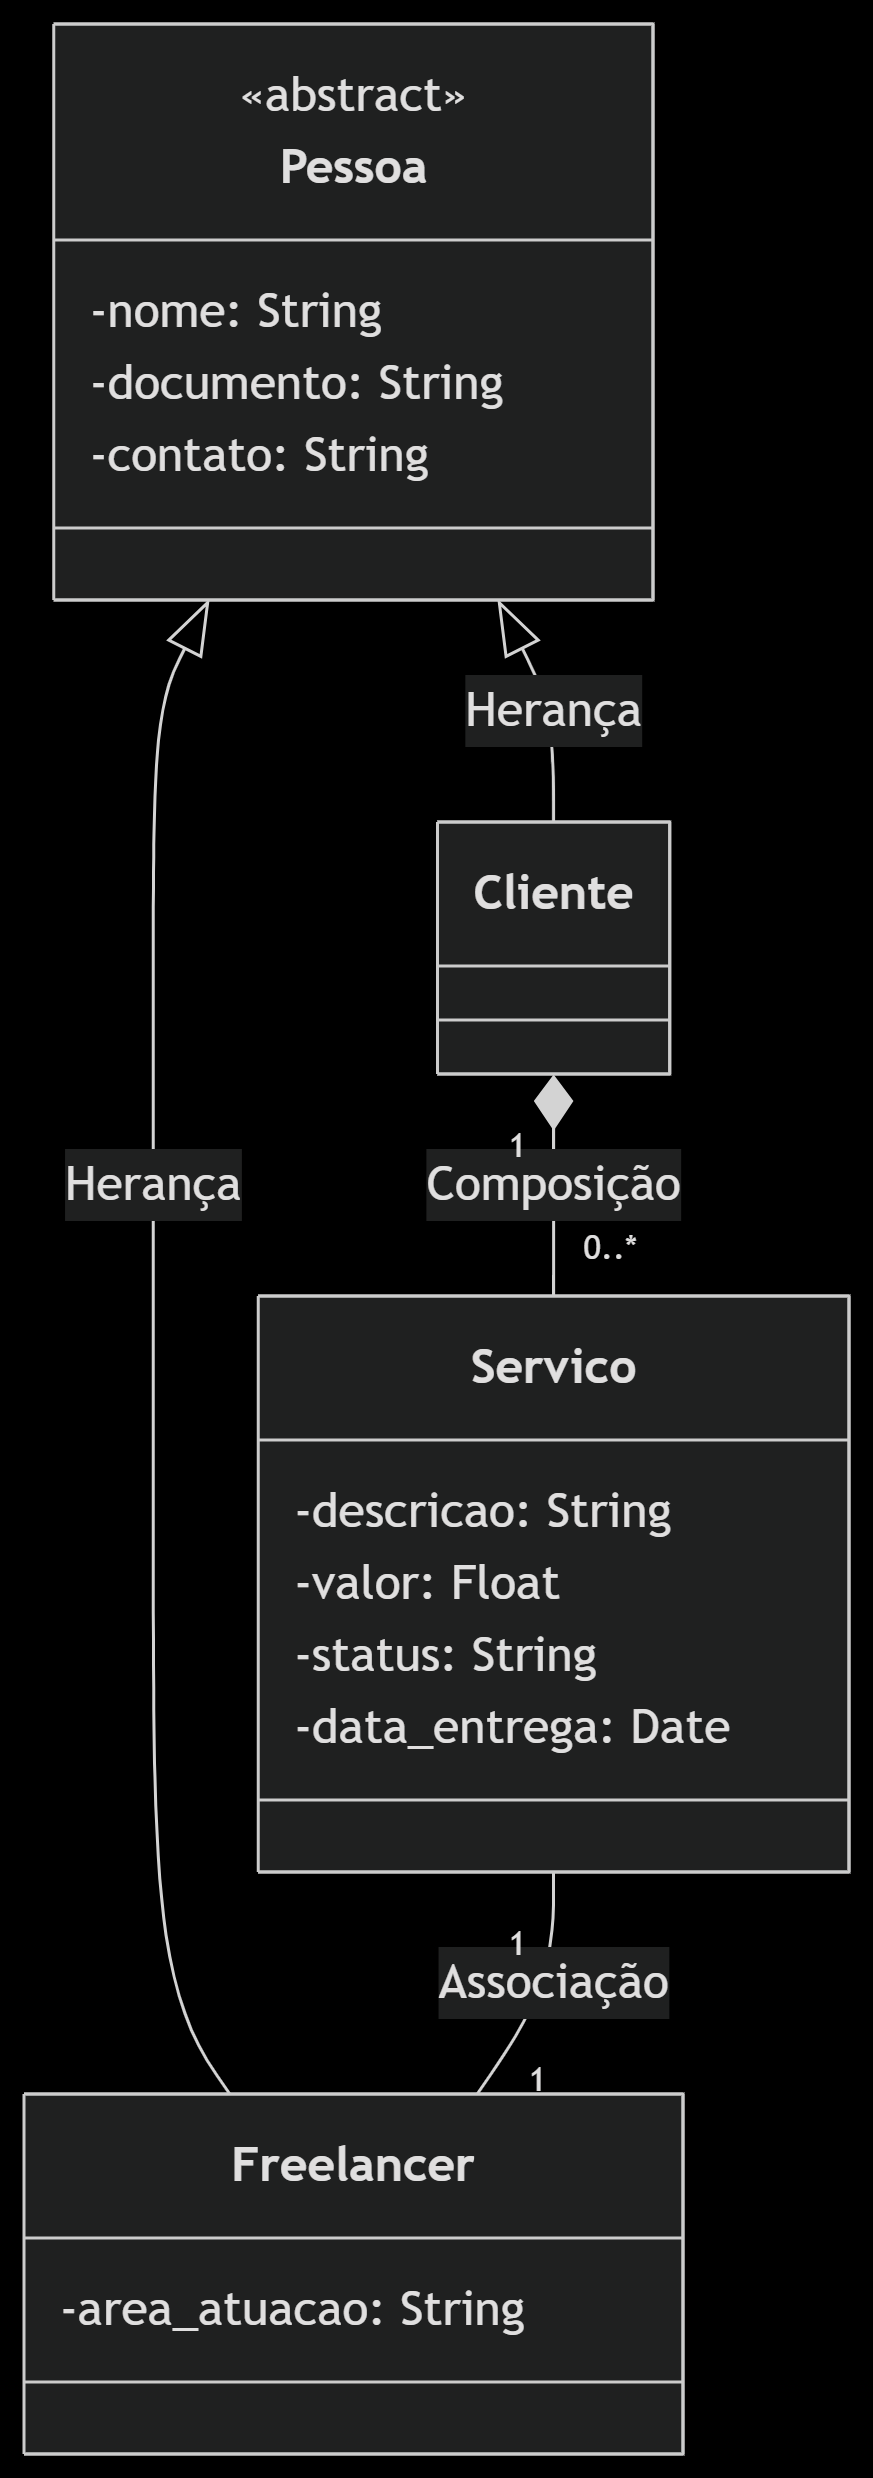 «abstract»
Pessoa
-nome: String
-documento: String
-contato: String
Herança
Cliente
1
Composição
Herança
0..*
Servico
-descricao: String
-valor: Float
-status: String
-data_entrega: Date
1
Associação
1
Freelancer
-area_atuacao: String